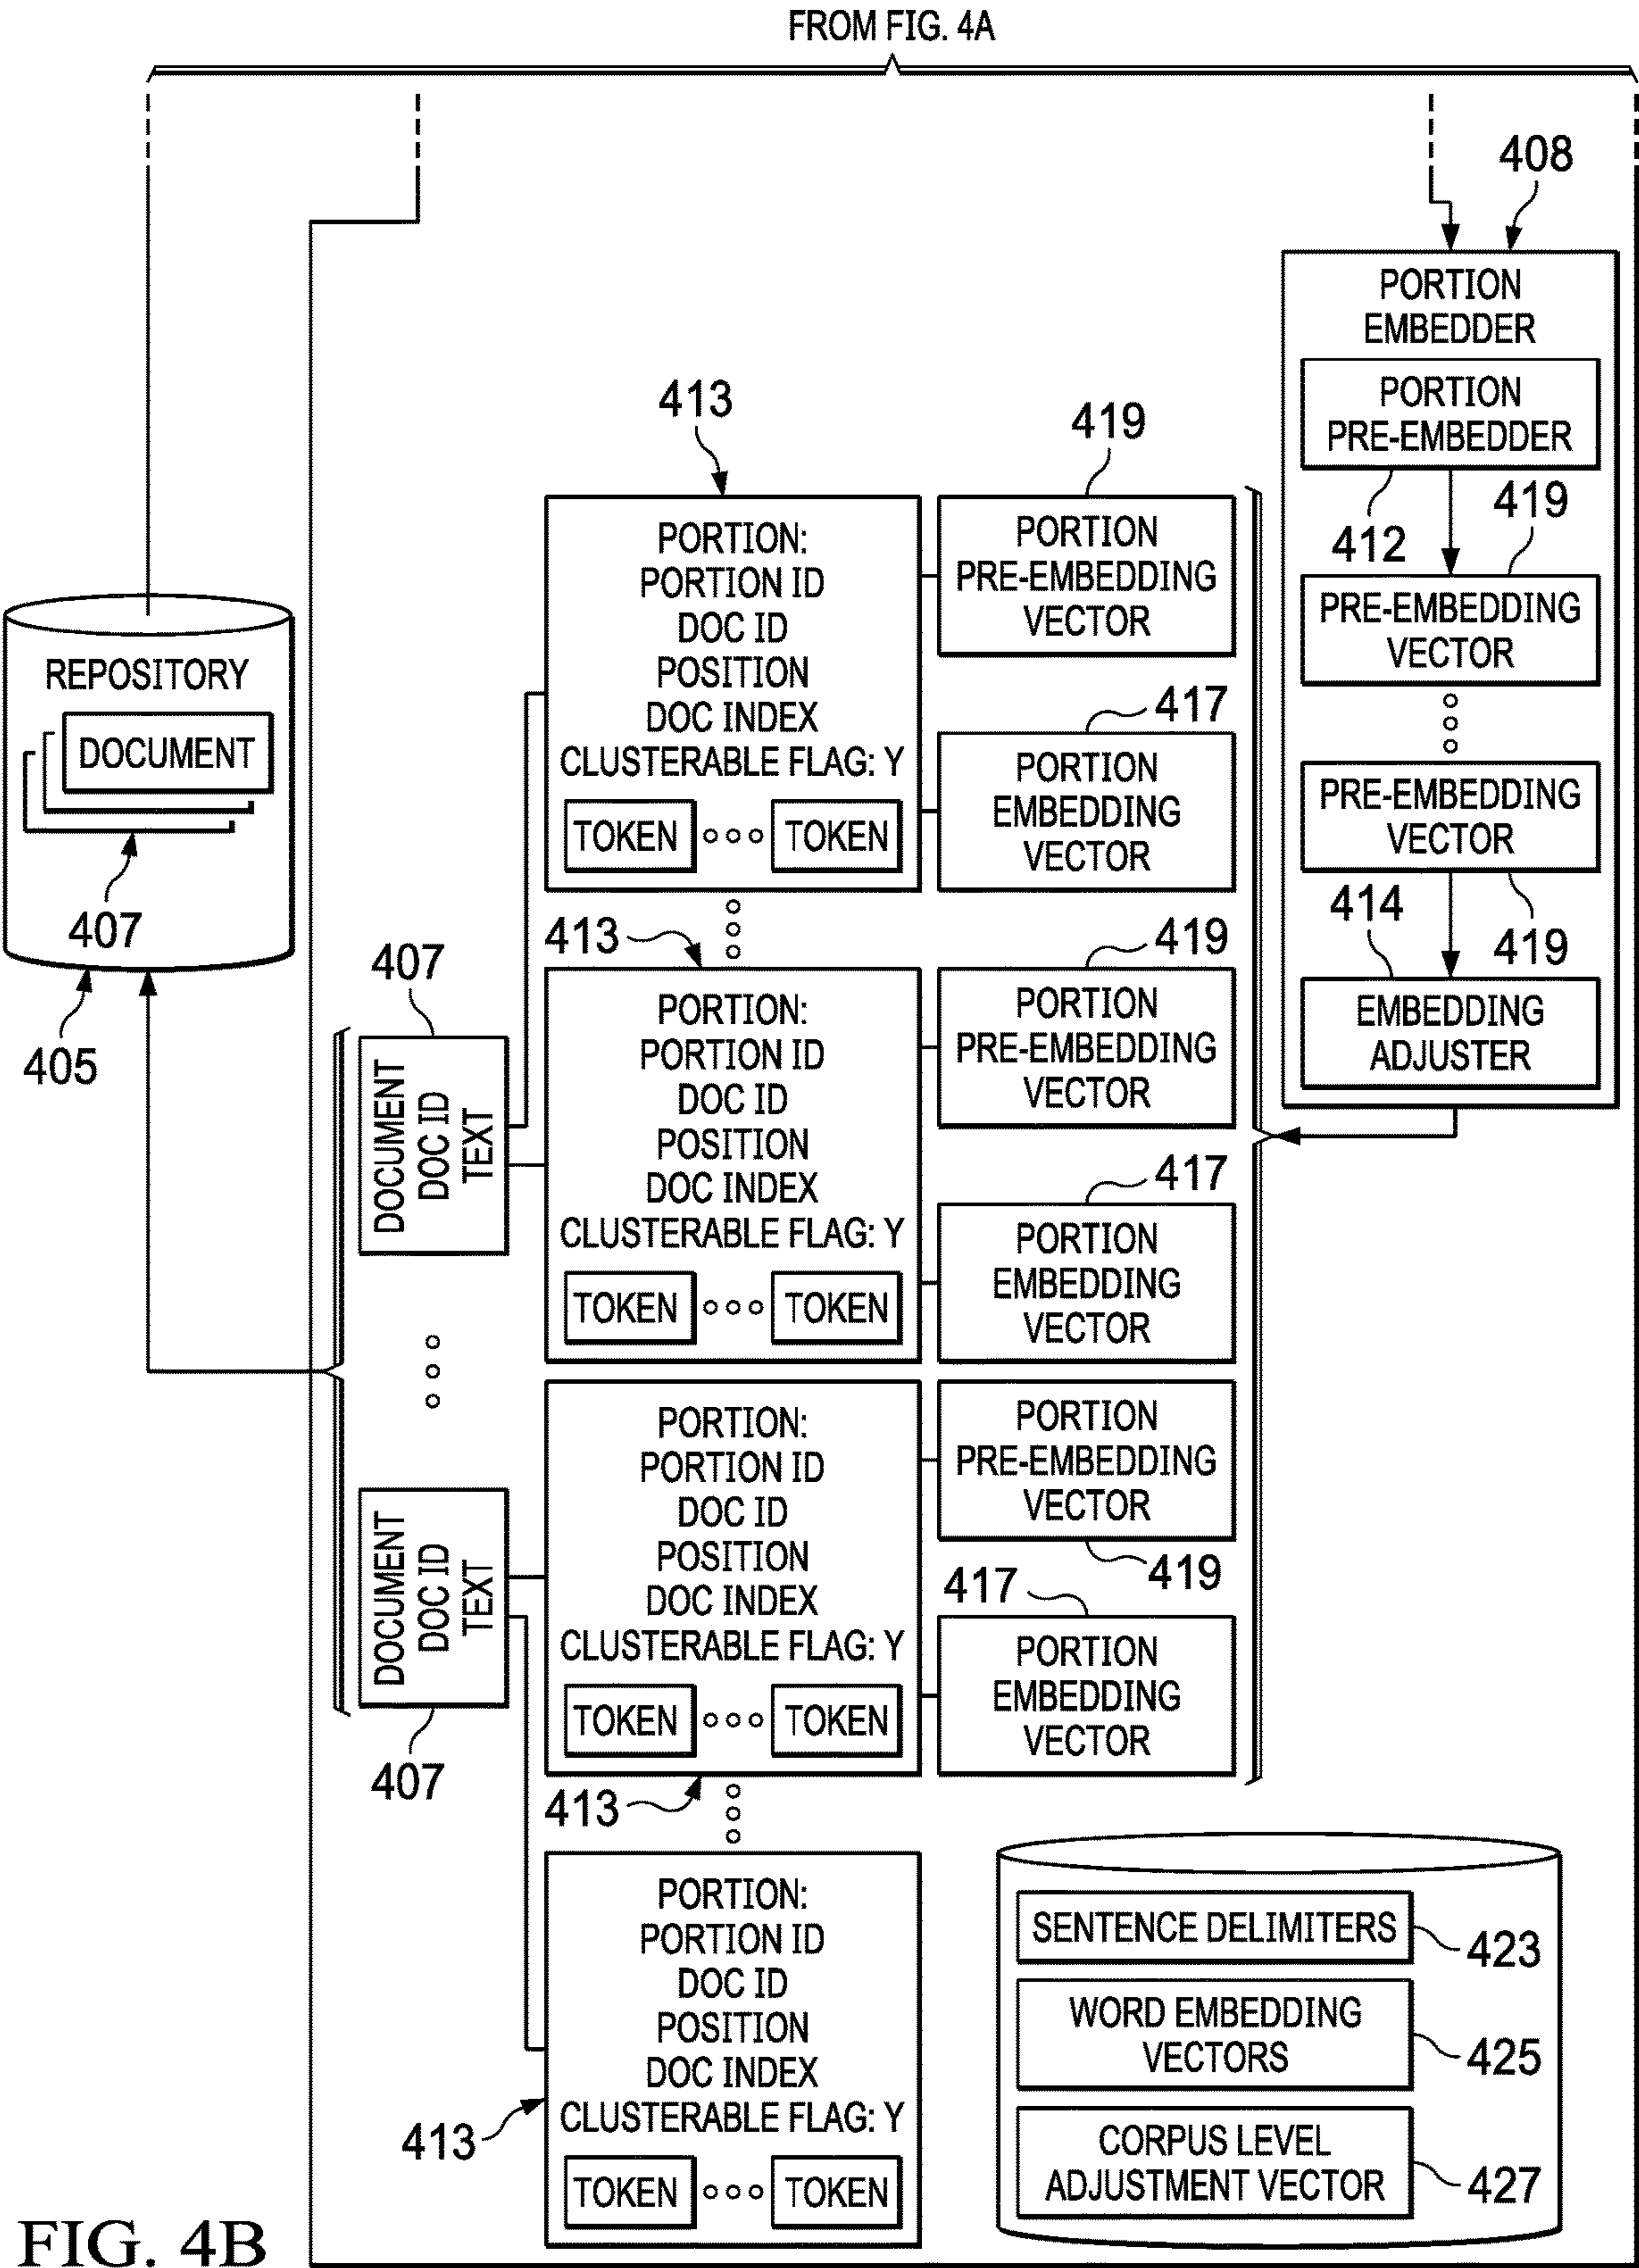 FROM FIG. 4A
408
PORTION
EMBEDDER
PORTION
PRE-EMBEDDER
412
419
PRE-EMBEDDING
VECTOR
PRE-EMBEDDING
VECTOR
414
419
EMBEDDING
ADJUSTER
REPOSITORY
DOCUMENT
407
405
413
PORTION:
PORTION ID
DOC ID
POSITION
DOC INDEX
CLUSTERABLE FLAG: Y
TOKEN TOKEN
419
PORTION
PRE-EMBEDDING
VECTOR
417
PORTION
EMBEDDING
VECTOR
407
DOCUMENT
DOC ID
TEXT
413
PORTION:
PORTION ID
DOC ID
POSITION
DOC INDEX
CLUSTERABLE FLAG: Y
TOKEN TOKEN
419
PORTION
PRE-EMBEDDING
VECTOR
417
PORTION
EMBEDDING
VECTOR
DOCUMENT
DOC ID
TEXT
407
PORTION:
PORTION ID
DOC ID
POSITION
DOC INDEX
CLUSTERABLE FLAG: Y
TOKEN TOKEN
413
PORTION
PRE-EMBEDDING
VECTOR
419
417
PORTION
EMBEDDING
VECTOR
PORTION:
PORTION ID
DOC ID
POSITION
DOC INDEX
CLUSTERABLE FLAG: Y
TOKEN TOKEN
413
SENTENCE DELIMITERS
423
WORD EMBEDDING
VECTORS
425
CORPUS LEVEL
ADJUSTMENT VECTOR
427
FIG. 4B